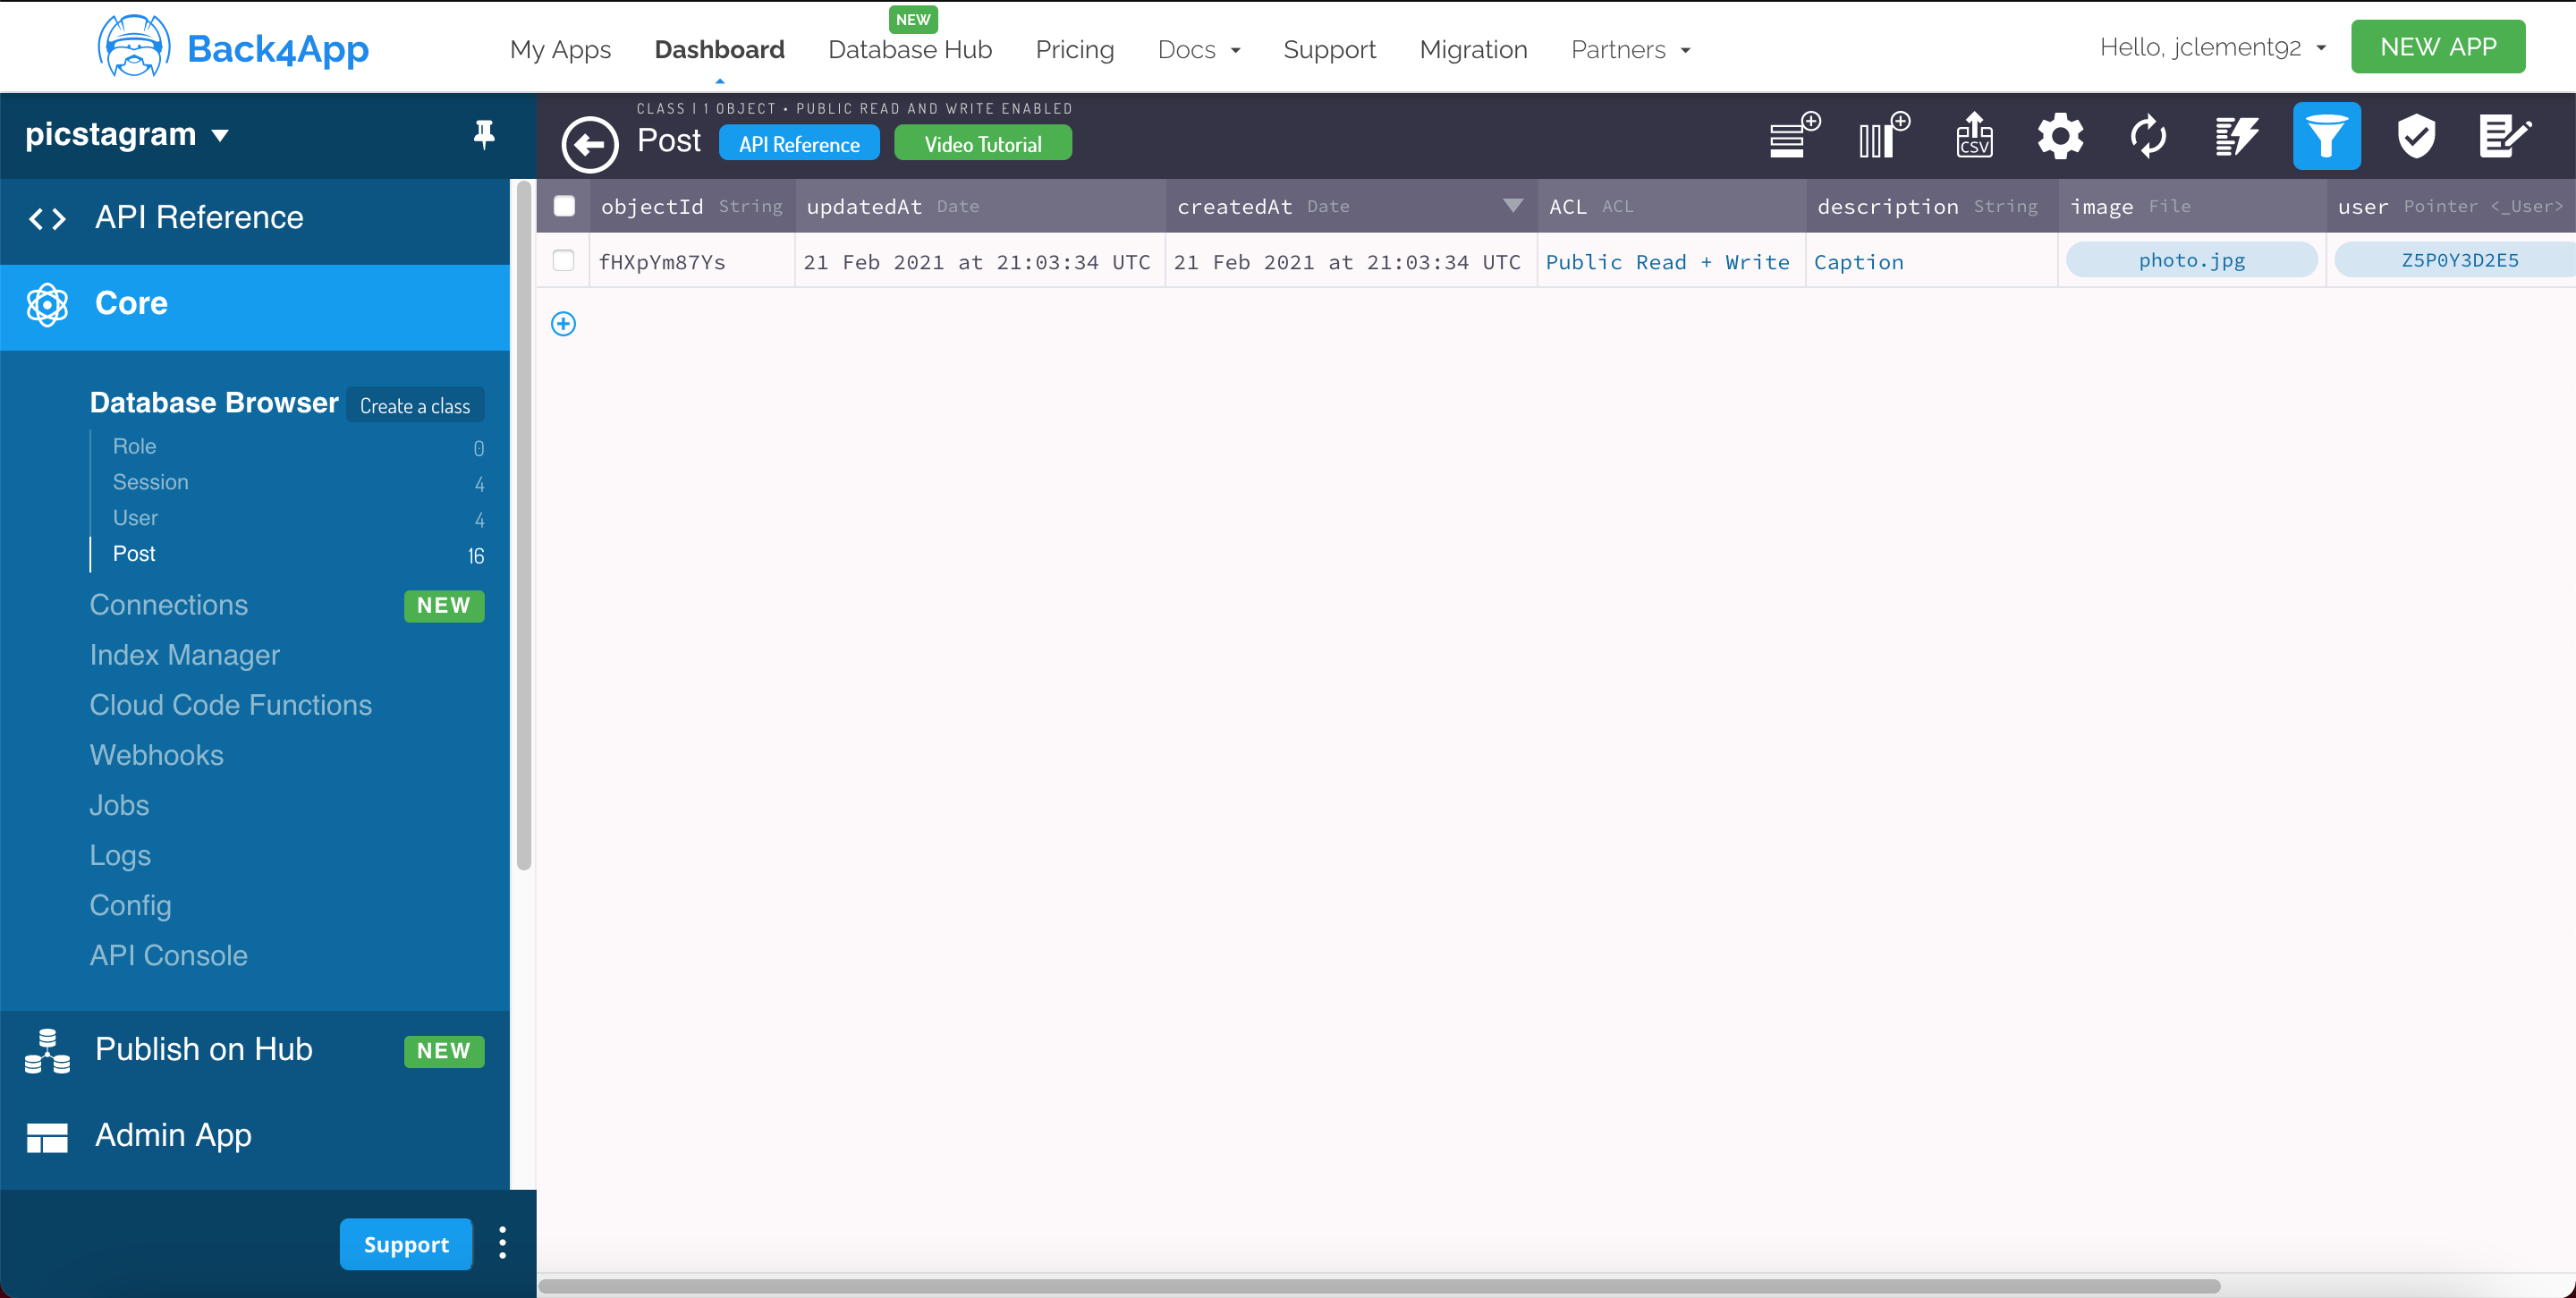 Back4App
My Apps
Dashboard
NEW
Database Hub
Pricing
Docs
Support
Migration
Partners
Hello, jclement92
NEW APP
picstagram
API Reference
Core
Database Browser
Create a class
Role 0
Session 4
User 4
Post 16
Connections NEW
Index Manager
Cloud Code Functions
Webhooks
Jobs
Logs
Config
API Console
Publish on Hub NEW
Admin App
Support
CLASS | 1 OBJECT • PUBLIC READ AND WRITE ENABLED
Post API Reference Video Tutorial
CSV
objectId String updatedAt Date createdAt Date ACL ACL description String image File user Pointer <_User>
fHXpYm87Ys 21 Feb 2021 at 21:03:34 UTC 21 Feb 2021 at 21:03:34 UTC Public Read + Write Caption photo.jpg Z5P0Y3D2E5